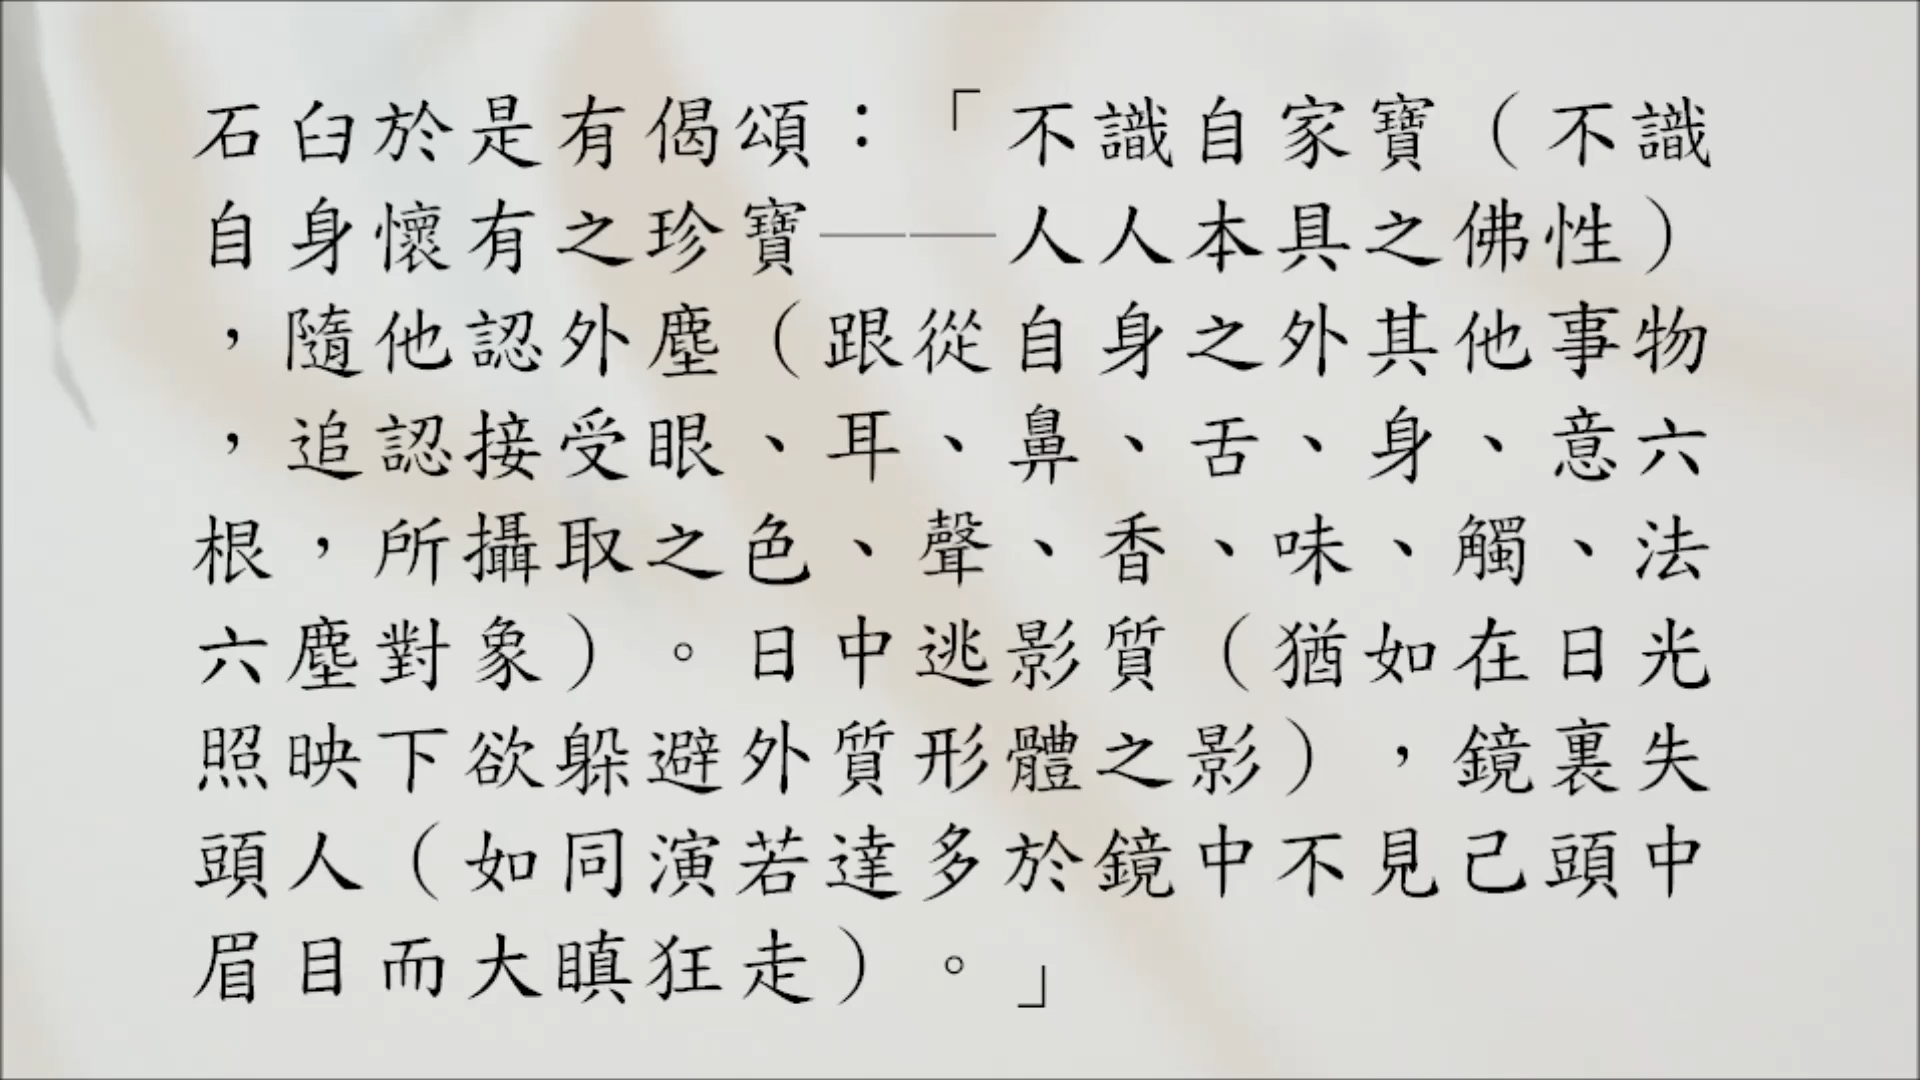 石臼於是有偈頌：「不識自家寶（不識
自身懷有之珍寶——人人本具之佛性）
，隨他認外塵（跟從自身之外其他事物
，追認接受眼、耳、鼻、舌、身、意六
根，所攝取之色、聲、香、味、觸、法
六塵對象）。日中逃影質（猶如在日光
照映下欲躲避外質形體之影），鏡裏失
頭人（如同演若達多於鏡中不見己頭中
眉目而大瞋狂走）。」